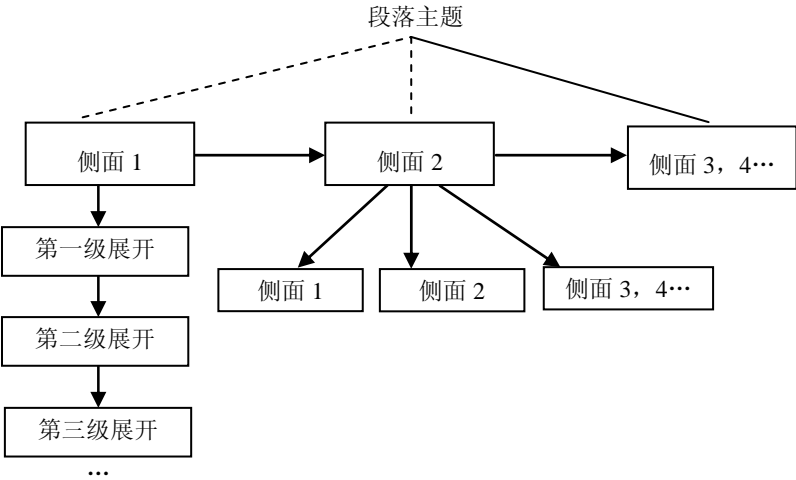 段落主题
侧面 1
侧面 2
侧面 3，4…
第一级展开
侧面 1
侧面 2
侧面 3，4…
第二级展开
第三级展开
…